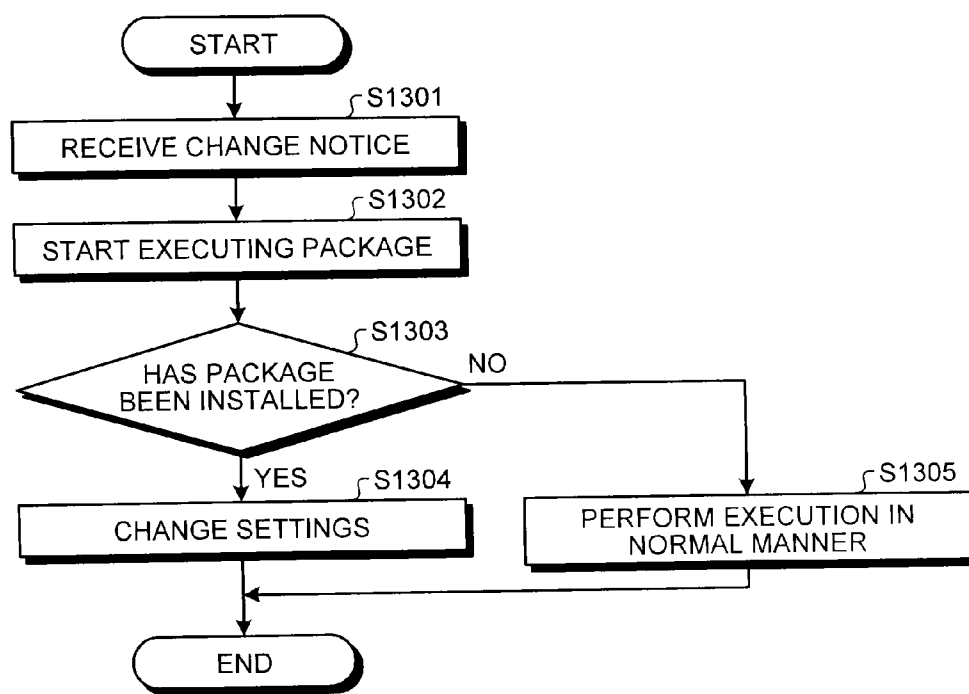 START
S1301
RECEIVE CHANGE NOTICE
S1302
START EXECUTING PACKAGE
S1303
HAS PACKAGE
BEEN INSTALLED?
NO
YES
S1304
CHANGE SETTINGS
S1305
PERFORM EXECUTION IN
NORMAL MANNER
END